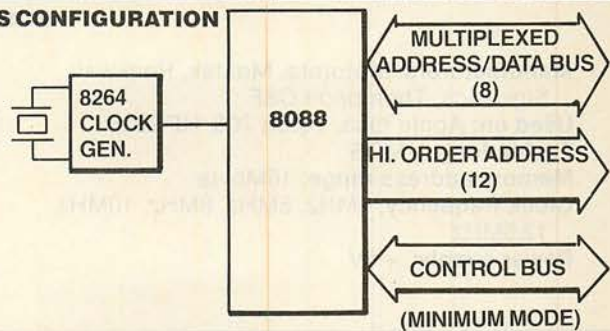 S CONFIGURATION
8264
CLOCK
GEN.
8088
MULTIPLEXED
ADDRESS/DATA BUS
(8)
HI. ORDER ADDRESS
(12)
CONTROL BUS
(MINIMUM MODE)